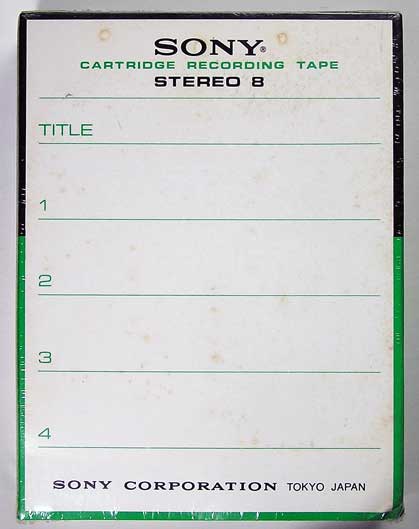 SONY®
CARTRIDGE RECORDING TAPE
STEREO 8
TITLE
1
2
3
4
SONY CORPORATION TOKYO JAPAN